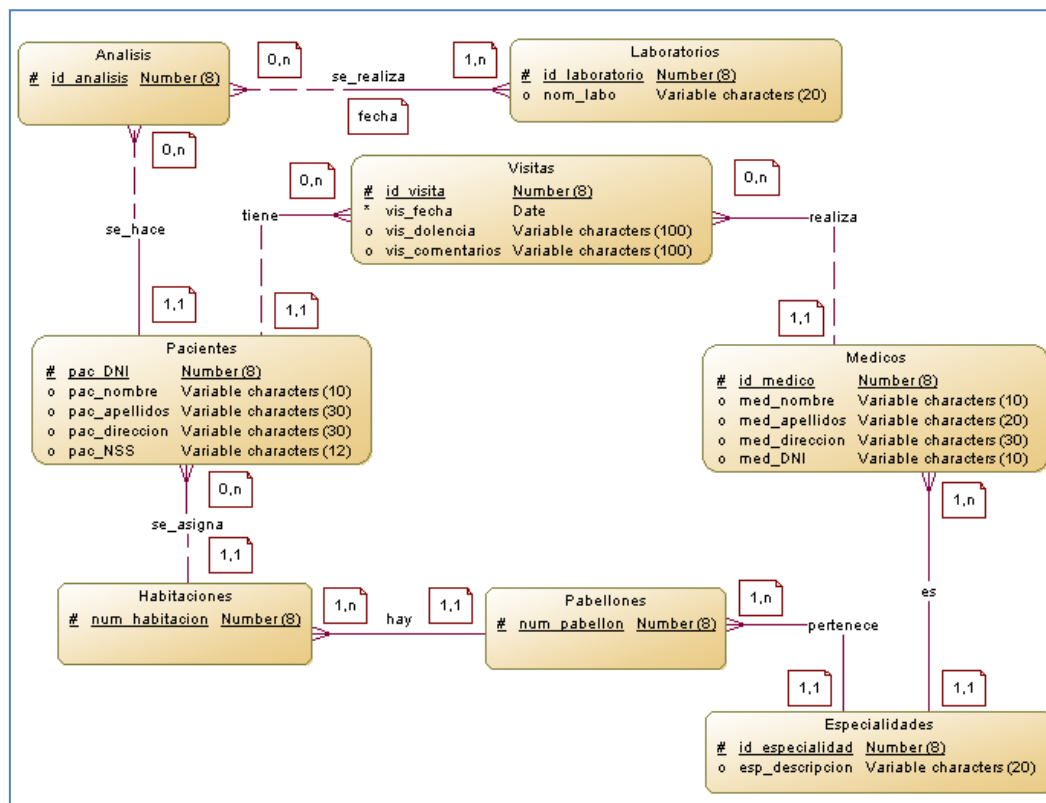 Analisis
# id_analisis Number (8)
0,n
se_realiza
1,n
fecha
Laboratorios
# id_laboratorio Number (8)
o nom_labo Variable characters (20)
0,n
se_hace
1,1
0,n
tiene
1,1
Visitas
# id_visita Number (8)
* vis_fecha Date
o vis_dolencia Variable characters (100)
o vis_comentarios Variable characters (100)
0,n
realiza
1,1
Pacientes
# pac_DNI Number (8)
o pac_nombre Variable characters (10)
o pac_apellidos Variable characters (30)
o pac_direccion Variable characters (30)
o pac_NSS Variable characters (12)
Medicos
# id_medico Number (8)
o med_nombre Variable characters (10)
o med_apellidos Variable characters (20)
o med_direccion Variable characters (30)
o med_DNI Variable characters (10)
0,n
se_asigna
1,1
1,n
es
1,1
Habitaciones
# num_habitacion Number (8)
1,n
hay
1,1
Pabellones
# num_pabellon Number (8)
1,n
pertenece
1,1
Especialidades
# id_especialidad Number (8)
o esp_descripcion Variable characters (20)